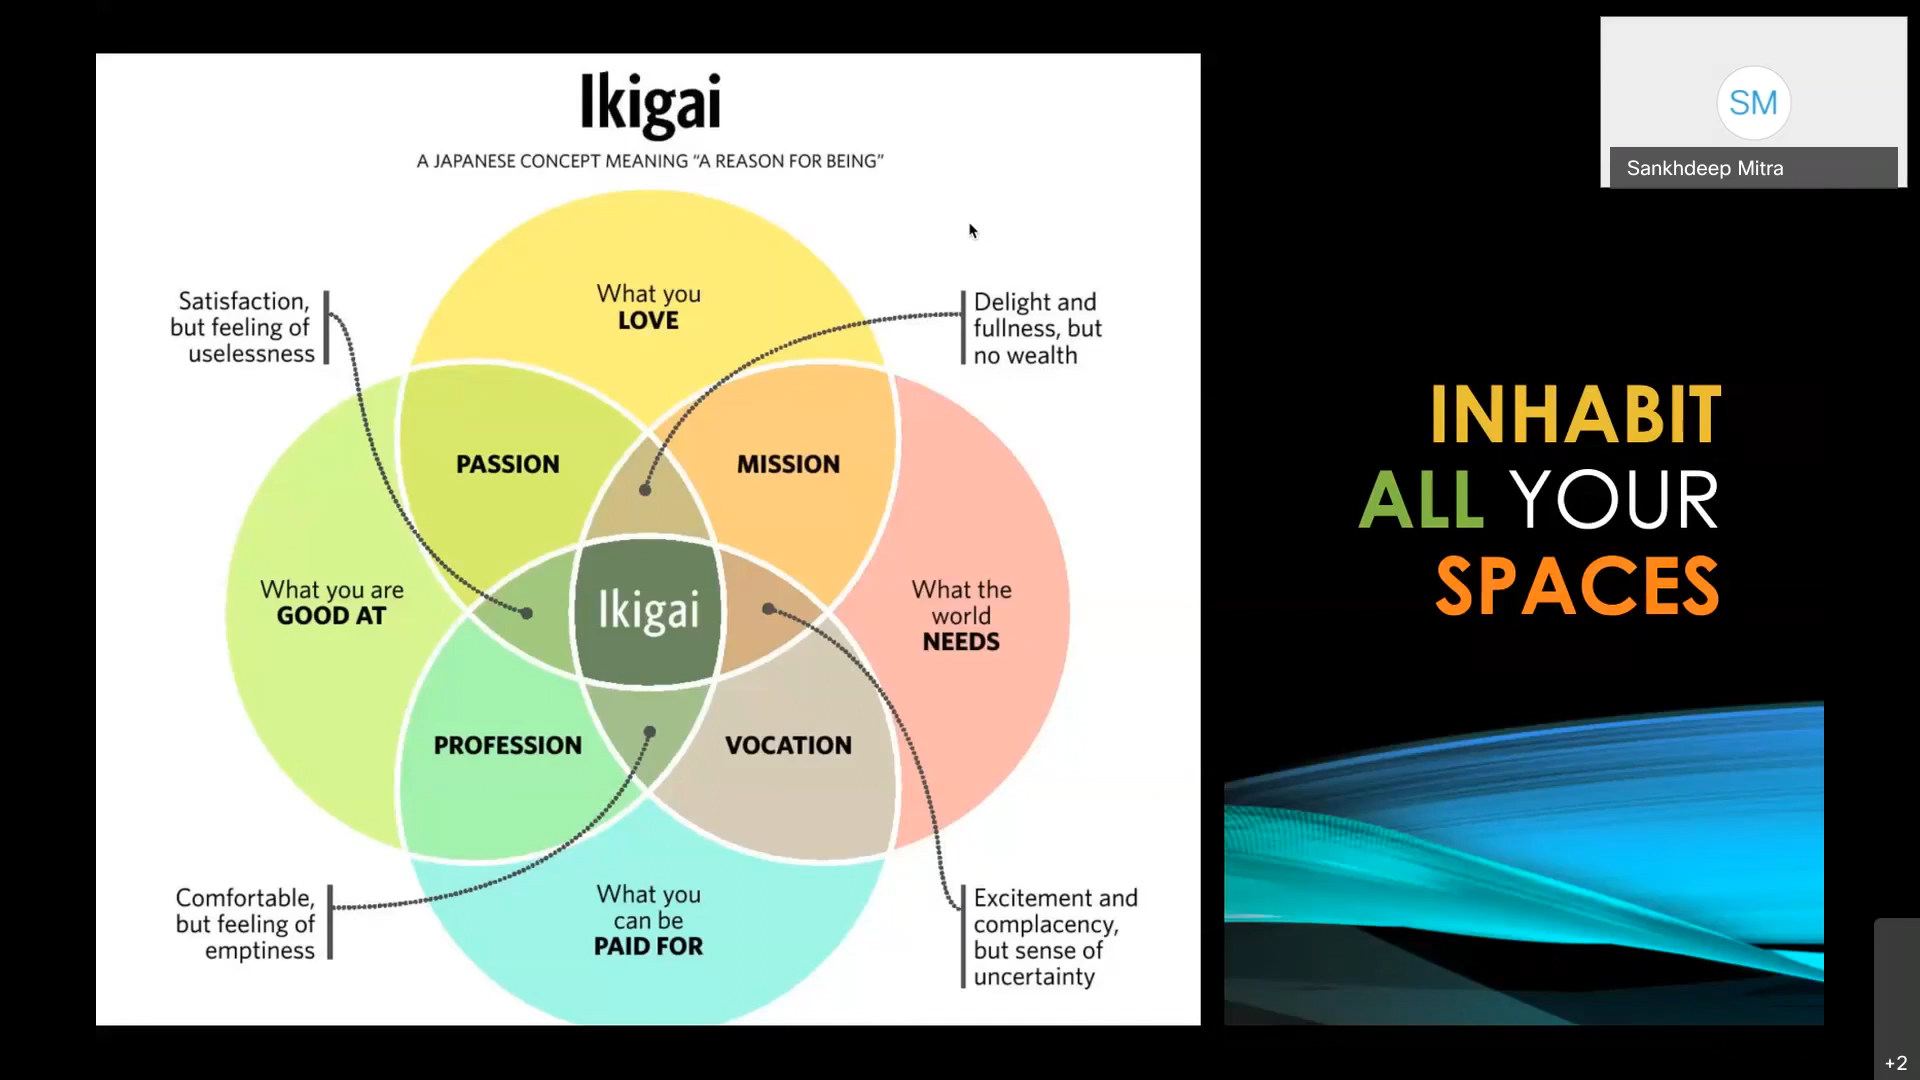 Ikigai
A JAPANESE CONCEPT MEANING “A REASON FOR BEING”
What you
LOVE
Satisfaction,
but feeling of
uselessness
Delight and
fullness, but
no wealth
PASSION
MISSION
What you are
GOOD AT
Ikigai
What the
world
NEEDS
PROFESSION
VOCATION
What you
can be
PAID FOR
Comfortable,
but feeling of
emptiness
Excitement and
complacency,
but sense of
uncertainty
INHABIT
ALL YOUR
SPACES
SM
Sankhdeep Mitra
+2